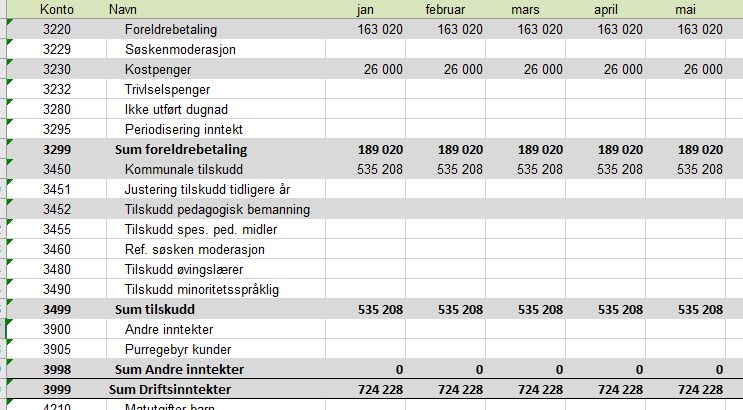 Konto Navn jan februar mars april mai
3220 Foreldrebetaling 163 020 163 020 163 020 163 020 163 020
3229 Søskenmoderasjon
3230 Kostpenger 26 000 26 000 26 000 26 000 26 000
3232 Trivlselspenger
3280 Ikke utført dugnad
3295 Periodisering inntekt
3299 Sum foreldrebetaling 189 020 189 020 189 020 189 020 189 020
3450 Kommunale tilskudd 535 208 535 208 535 208 535 208 535 208
3451 Justering tilskudd tidligere år
3452 Tilskudd pedagogisk bemanning
3455 Tilskudd spes. ped. midler
3460 Ref. søsken moderasjon
3480 Tilskudd øvingslærer
3490 Tilskudd minoritetsspråklig
3499 Sum tilskudd 535 208 535 208 535 208 535 208 535 208
3900 Andre inntekter
3905 Purregebyr kunder
3998 Sum Andre inntekter 0 0 0 0 0
3999 Sum Driftsinntekter 724 228 724 228 724 228 724 228 724 228
4210 Matutgifter barn